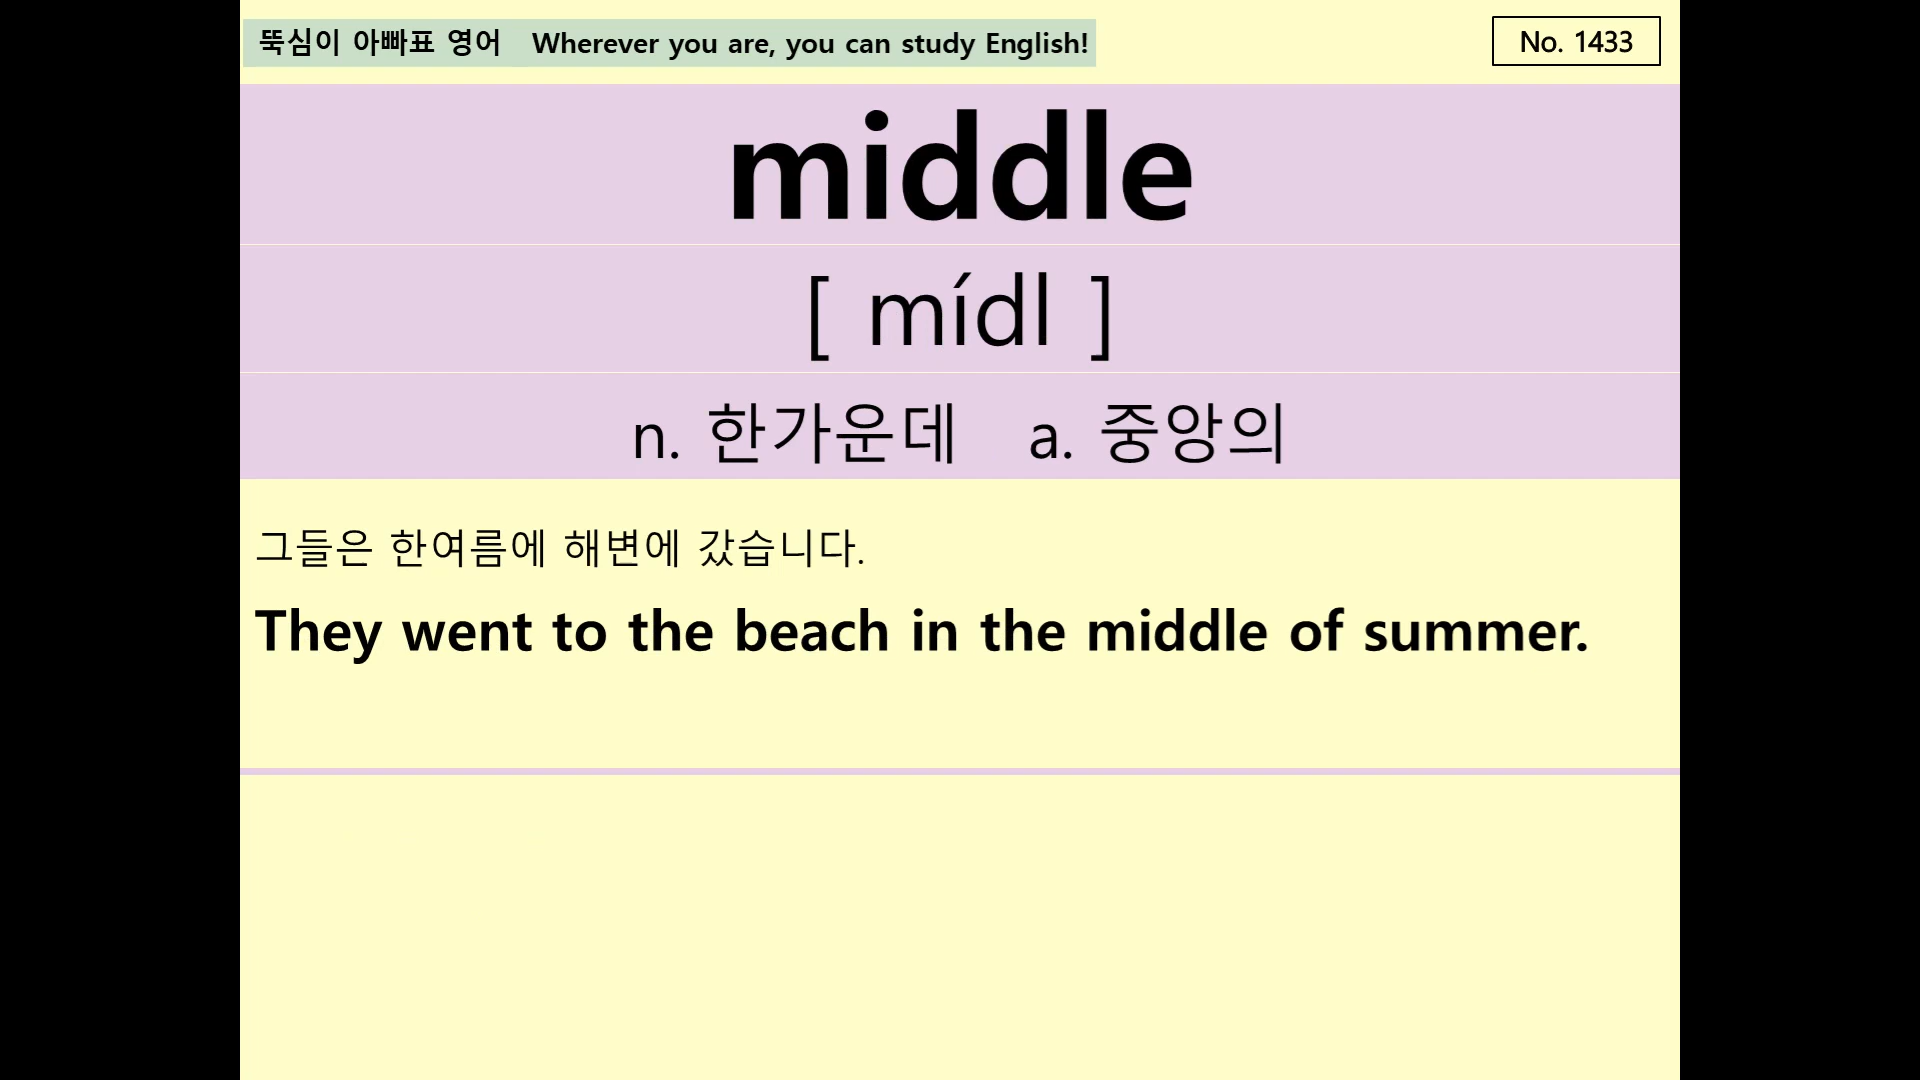 뚝심이 아빠표 영어 Wherever you are, you can study English!
No. 1433
middle
[ mídl ]
n. 한가운데 a. 중앙의
그들은 한여름에 해변에 갔습니다.
They went to the beach in the middle of summer.